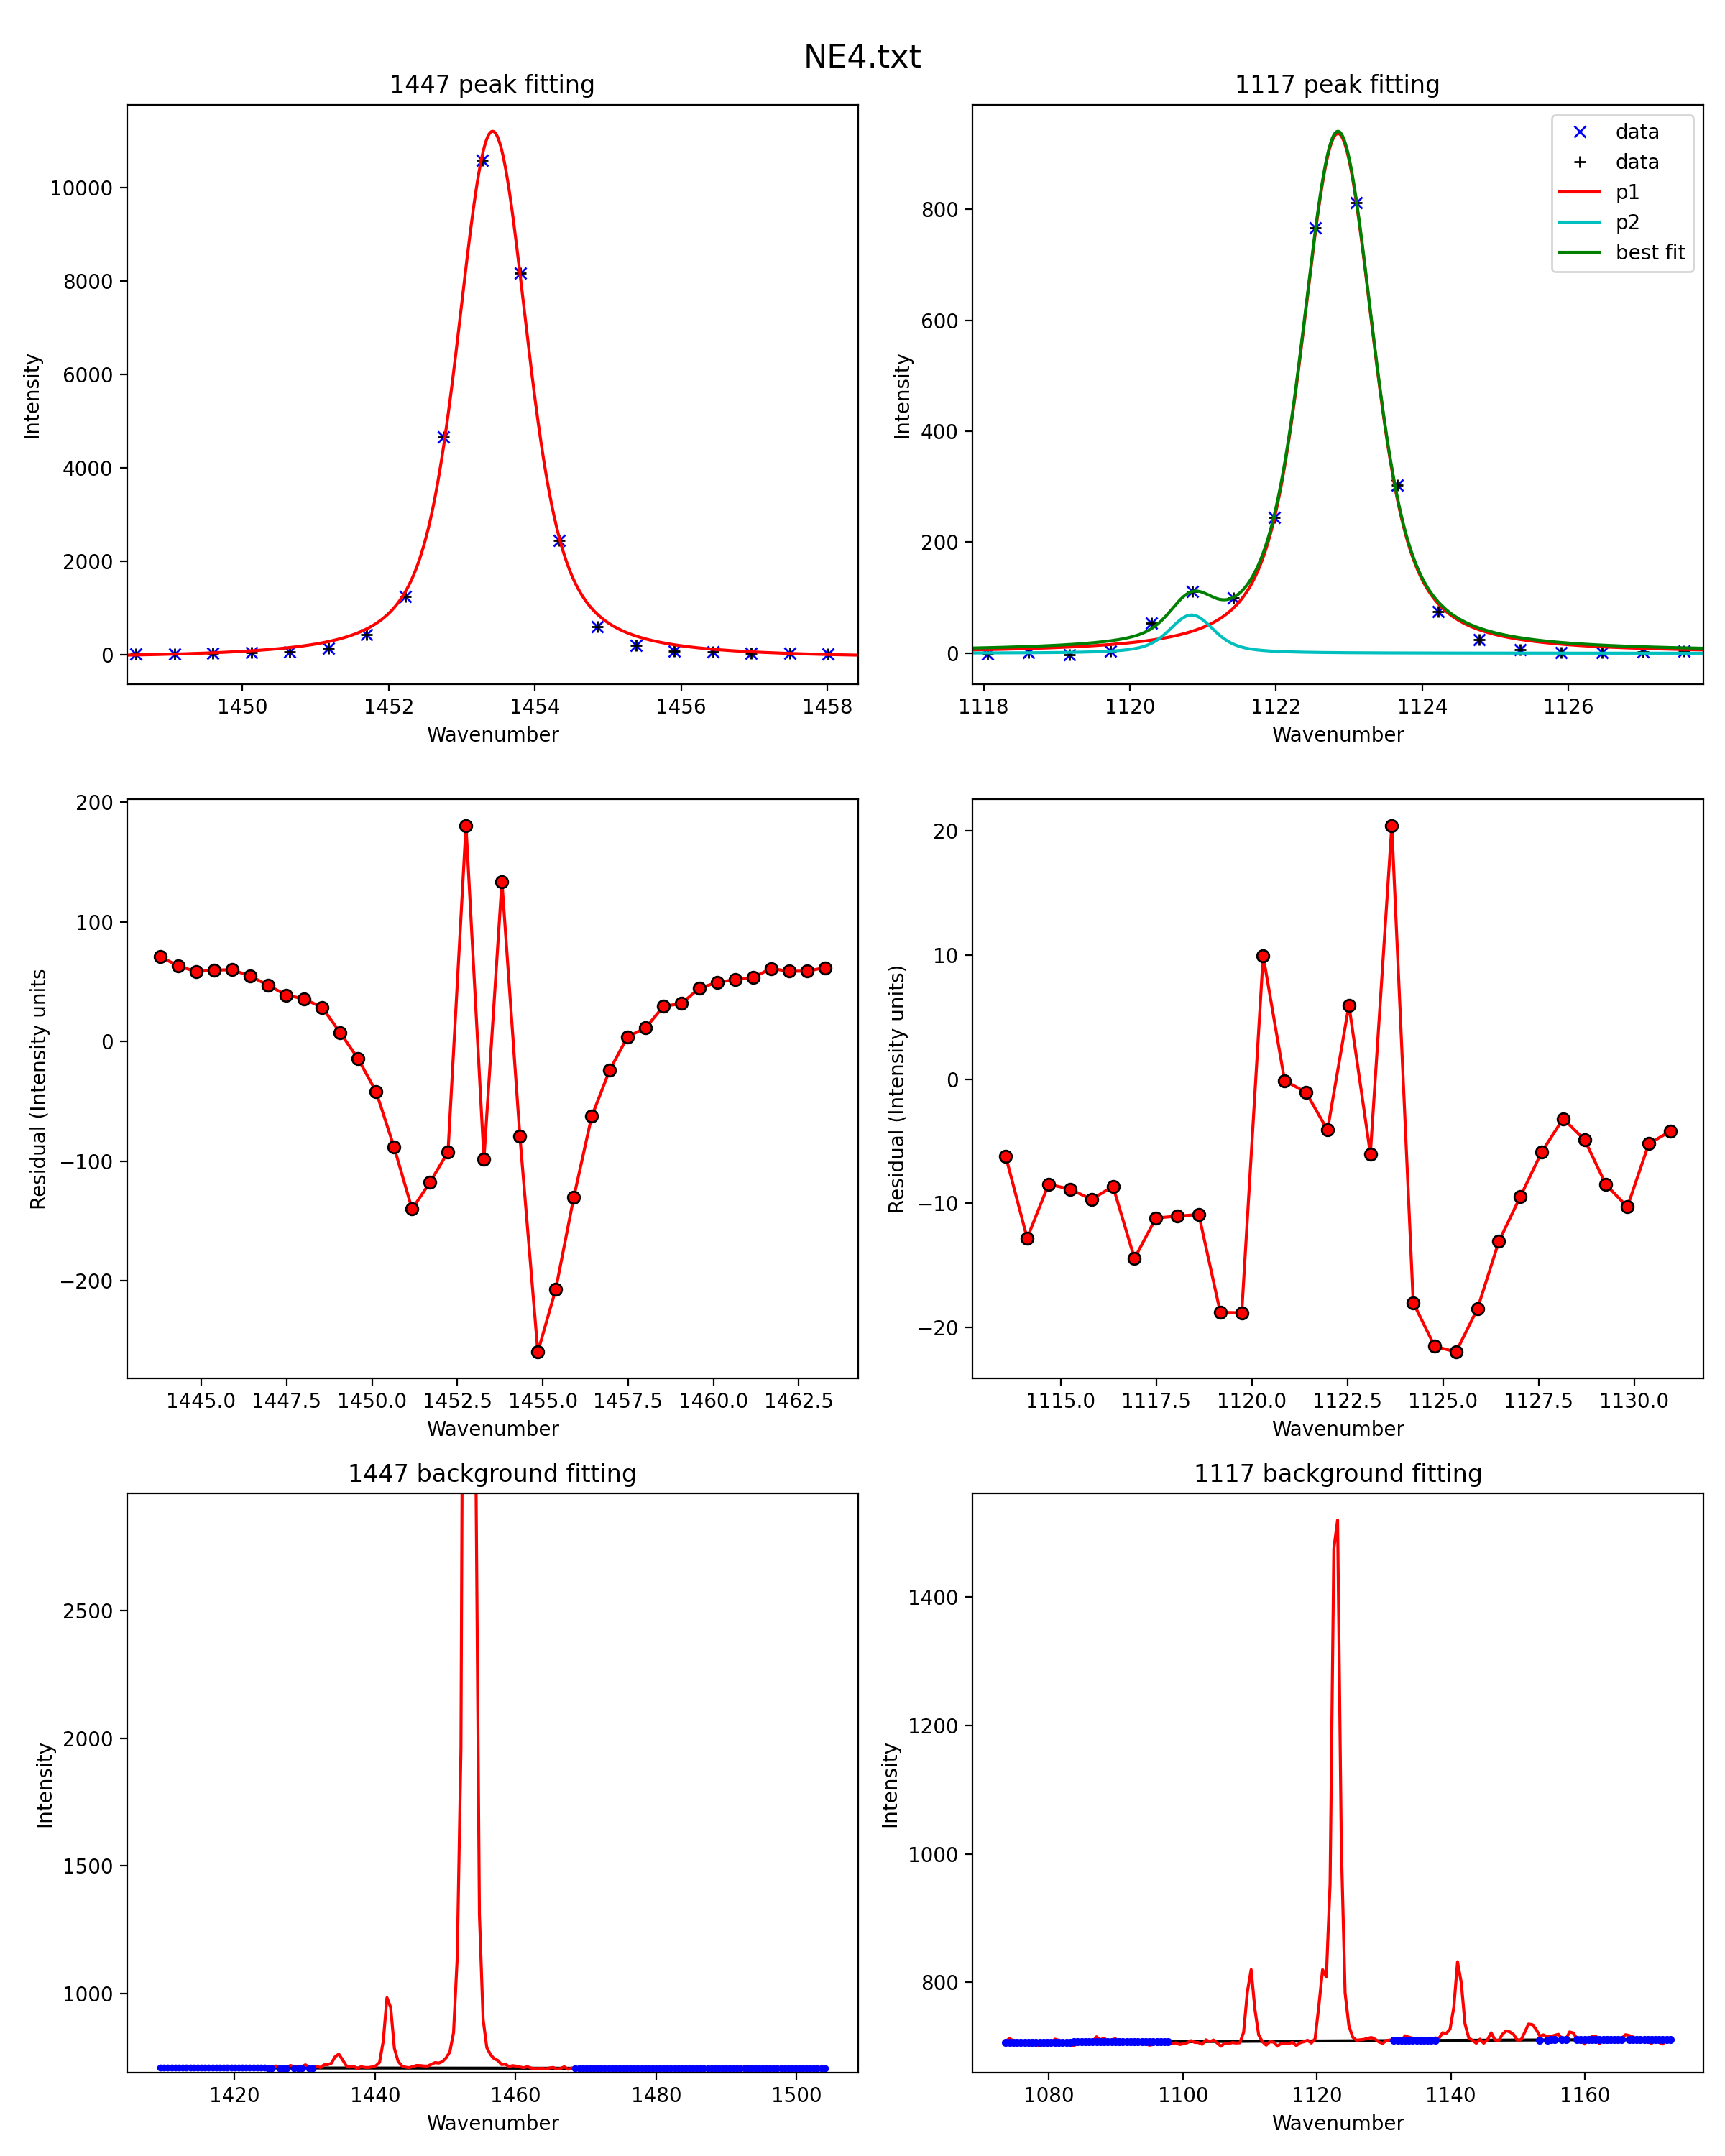 NE4.txt
1447 peak fitting
1117 peak fitting
10000
8000
6000
4000
2000
0
Intensity
1450 1452 1454 1456 1458
Wavenumber
800
600
400
200
0
Intensity
data
data
p1
p2
best fit
1118 1120 1122 1124 1126
Wavenumber
200
100
0
−100
−200
Residual (Intensity units
1445.0 1447.5 1450.0 1452.5 1455.0 1457.5 1460.0 1462.5
Wavenumber
20
10
0
−10
−20
Residual (Intensity units)
1115.0 1117.5 1120.0 1122.5 1125.0 1127.5 1130.0
Wavenumber
1447 background fitting
2500
2000
1500
1000
Intensity
1420 1440 1460 1480 1500
Wavenumber
1117 background fitting
1400
1200
1000
800
Intensity
1080 1100 1120 1140 1160
Wavenumber